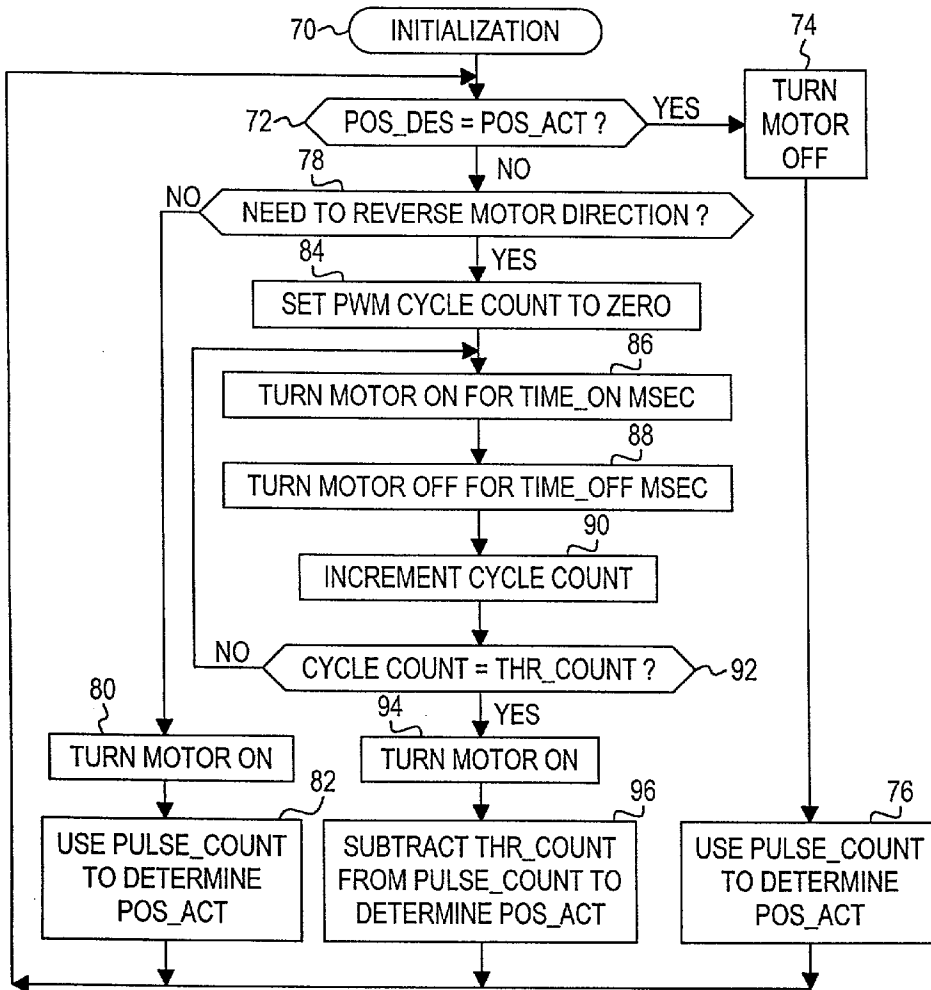 70
INITIALIZATION
74
TURN
MOTOR
OFF
72
POS_DES = POS_ACT ?
YES
NO
78
NO
NEED TO REVERSE MOTOR DIRECTION ?
84
YES
SET PWM CYCLE COUNT TO ZERO
86
TURN MOTOR ON FOR TIME_ON MSEC
88
TURN MOTOR OFF FOR TIME_OFF MSEC
90
INCREMENT CYCLE COUNT
NO
CYCLE COUNT = THR_COUNT ?
92
80
TURN MOTOR ON
94
YES
TURN MOTOR ON
82
USE PULSE_COUNT
TO DETERMINE
POS_ACT
96
SUBTRACT THR_COUNT
FROM PULSE_COUNT TO
DETERMINE POS_ACT
76
USE PULSE_COUNT
TO DETERMINE
POS_ACT